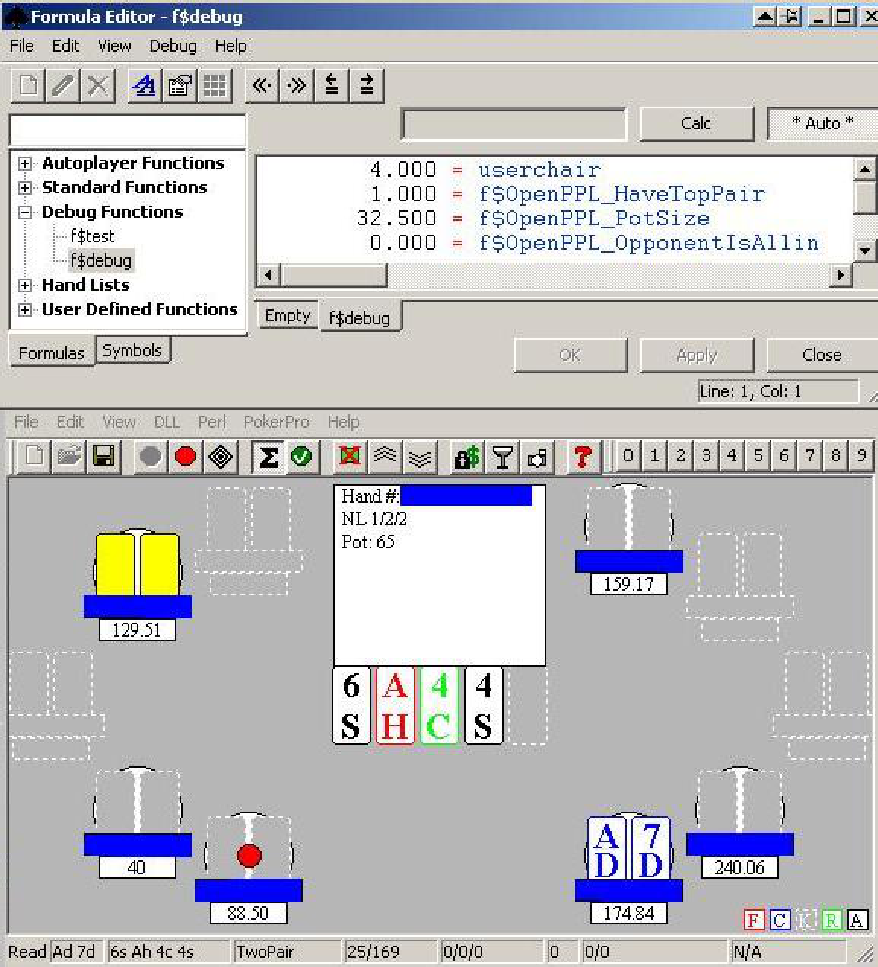 Formula Editor - f$debug
File Edit View Debug Help
Calc * Auto *
Autoplayer Functions
Standard Functions
Debug Functions
f$test
f$debug
Hand Lists
User Defined Functions
4.000 = userchair
1.000 = f$OpenPPL_HaveTopPair
32.500 = f$OpenPPL_PotSize
0.000 = f$OpenPPL_OpponentIsAllin
Empty f$debug
Formulas Symbols
OK Apply Close
Line: 1, Col: 1
File Edit View DLL Perl PokerPro Help
0 1 2 3 4 5 6 7 8 9
Hand #:
NL 1/2/2
Pot: 65
129.51
159.17
6 A 4 4
S H C S
40
88.50
A 7
D D
174.84
240.06
F C K R A
Read Ad 7d 6s Ah 4c 4s TwoPair 25/169 0/0/0 0 0/0 N/A